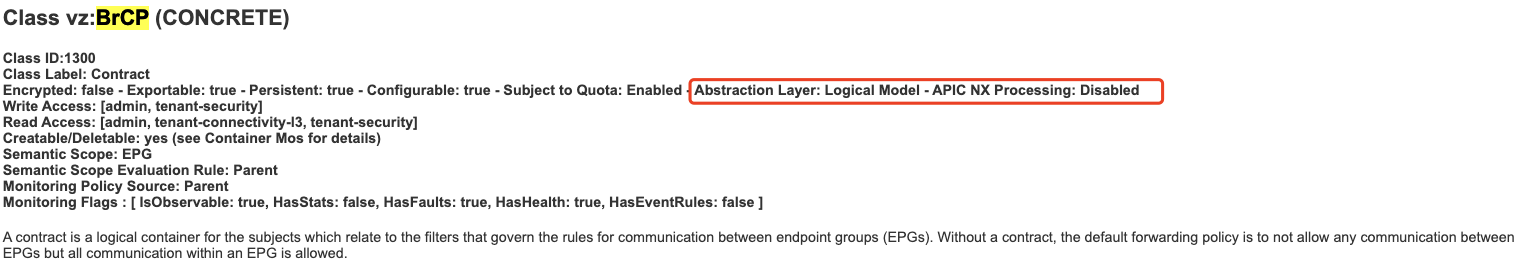 Class vz:BrCP (CONCRETE)
Class ID:1300
Class Label: Contract
Encrypted: false - Exportable: true - Persistent: true - Configurable: true - Subject to Quota: Enabled - Abstraction Layer: Logical Model - APIC NX Processing: Disabled
Write Access: [admin, tenant-security]
Read Access: [admin, tenant-connectivity-l3, tenant-security]
Creatable/Deletable: yes (see Container Mos for details)
Semantic Scope: EPG
Semantic Scope Evaluation Rule: Parent
Monitoring Policy Source: Parent
Monitoring Flags : [ IsObservable: true, HasStats: false, HasFaults: true, HasHealth: true, HasEventRules: false ]
A contract is a logical container for the subjects which relate to the filters that govern the rules for communication between endpoint groups (EPGs). Without a contract, the default forwarding policy is to not allow any communication between
EPGs but all communication within an EPG is allowed.